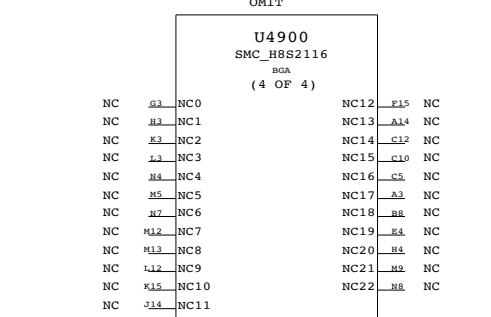 OMIT
U4900
SMC_H8S2116
BGA
(4 OF 4)
NC G3 NC0 NC12 F15 NC
NC H3 NC1 NC13 A14 NC
NC K3 NC2 NC14 C12 NC
NC L3 NC3 NC15 C10 NC
NC N4 NC4 NC16 C5 NC
NC M5 NC5 NC17 A3 NC
NC N7 NC6 NC18 B8 NC
NC M12 NC7 NC19 E4 NC
NC M13 NC8 NC20 H4 NC
NC L12 NC9 NC21 M9 NC
NC K15 NC10 NC22 N8 NC
NC J14 NC11